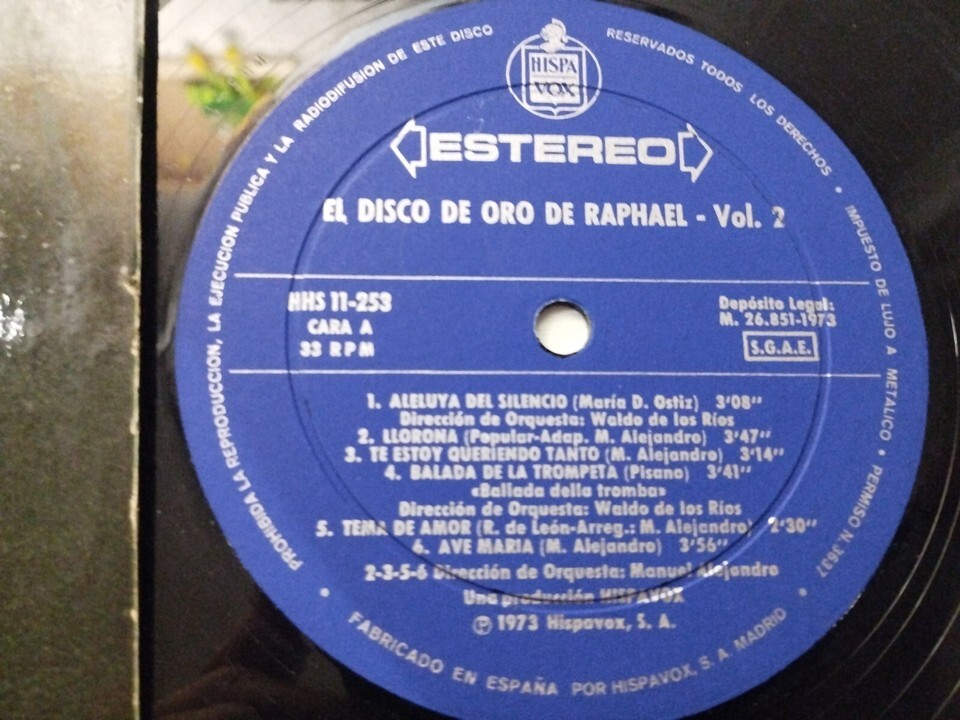 PROHIBIDA LA REPRODUCCION, LA EJECUCION PUBLICA Y LA RADIODIFUSION DE ESTE DISCO
RESERVADOS TODOS LOS DERECHOS • IMPUESTO DE LUJO A METALICO • PERMISO N. 3637
HISPA
VOX
ESTEREO
EL DISCO DE ORO DE RAPHAEL - Vol. 2
HHS 11-253
CARA A
33 RPM
Depósito Legal:
M. 26.851-1973
S.G.A.E.
1. ALELUYA DEL SILENCIO (María D. Ostiz) 3'08"
Dirección de Orquesta: Waldo de los Ríos
2. LLORONA (Popular-Adap. M. Alejandro) 3'47"
3. TE ESTOY QUERIENDO TANTO (M. Alejandro) 3'14"
4. BALADA DE LA TROMPETA (Pisano) 3'41"
«Ballada della tromba»
Dirección de Orquesta: Waldo de los Ríos
5. TEMA DE AMOR (R. de León-Arreg.: M. Alejandro) 2'30"
6. AVE MARIA (M. Alejandro) 3'56"
2-3-5-6 Dirección de Orquesta: Manuel Alejandro
Una producción HISPAVOX
Ⓟ 1973 Hispavox, S. A.
FABRICADO EN ESPAÑA POR HISPAVOX, S. A. MADRID